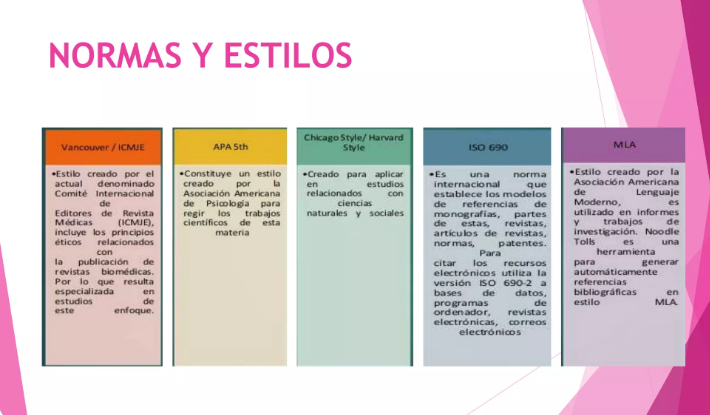 NORMAS Y ESTILOS
Vancouver / ICMJE
•Estilo creado por el
actual denominado
Comité Internacional
de
Editores de Revista
Médicas (ICMJE),
incluye los principios
éticos relacionados
con
la publicación de
revistas biomédicas.
Por lo que resulta
especializada en
estudios de
este enfoque.
APA 5th
•Constituye un estilo
creado por la
Asociación Americana
de Psicología para
regir los trabajos
científicos de esta
materia
Chicago Style/ Harvard
Style
•Creado para aplicar
en estudios
relacionados con
ciencias
naturales y sociales
ISO 690
•Es una norma
internacional que
establece los modelos
de referencias de
monografías, partes
de estas, revistas,
artículos de revistas,
normas, patentes.
Para
citar los recursos
electrónicos utiliza la
versión ISO 690-2 a
bases de datos,
programas de
ordenador, revistas
electrónicas, correos
electrónicos
MLA
•Estilo creado por la
Asociación Americana
de Lenguaje
Moderno, es
utilizado en informes
y trabajos de
investigación. Noodle
Tolls es una
herramienta
para generar
automáticamente
referencias
bibliográficas en
estilo MLA.